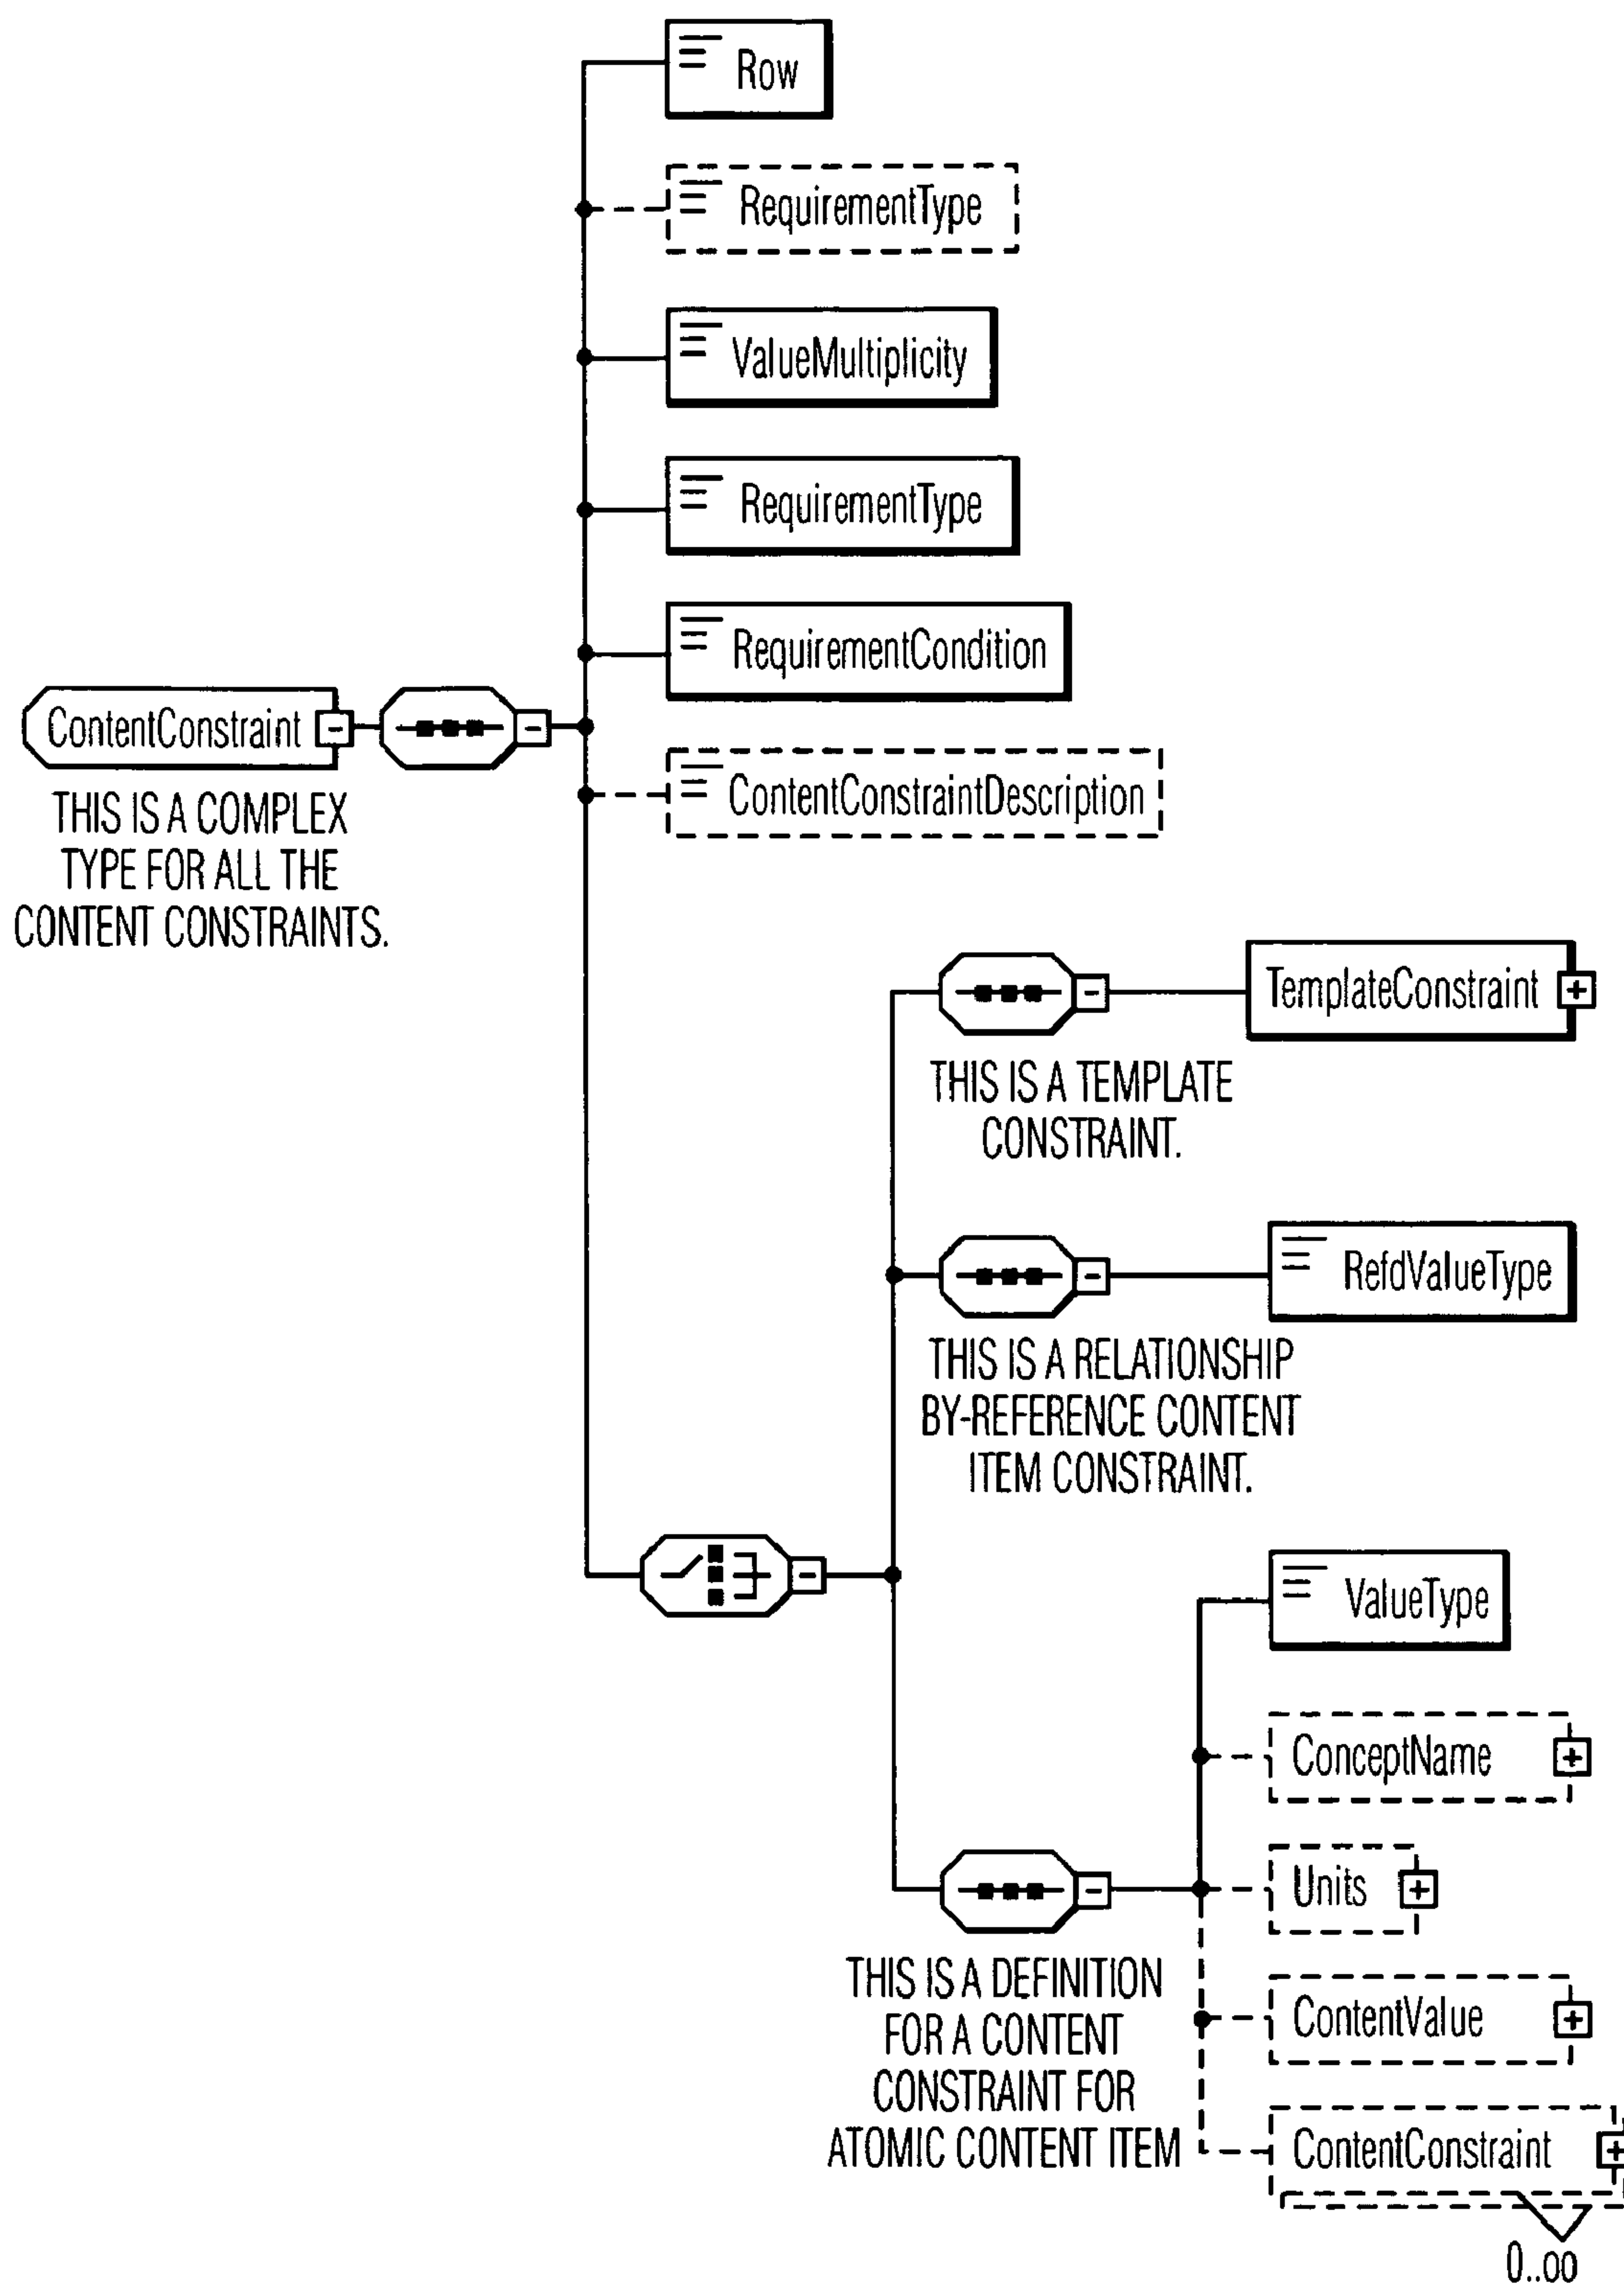 Row
RequirementType
ValueMultiplicity
RequirementType
RequirementCondition
ContentConstraint
THIS IS A COMPLEX
TYPE FOR ALL THE
CONTENT CONSTRAINTS.
ContentConstraintDescription
TemplateConstraint
THIS IS A TEMPLATE
CONSTRAINT.
RefdValueType
THIS IS A RELATIONSHIP
BY-REFERENCE CONTENT
ITEM CONSTRAINT.
ValueType
ConceptName
Units
THIS IS A DEFINITION
FOR A CONTENT
CONSTRAINT FOR
ATOMIC CONTENT ITEM
ContentValue
ContentConstraint
0..∞